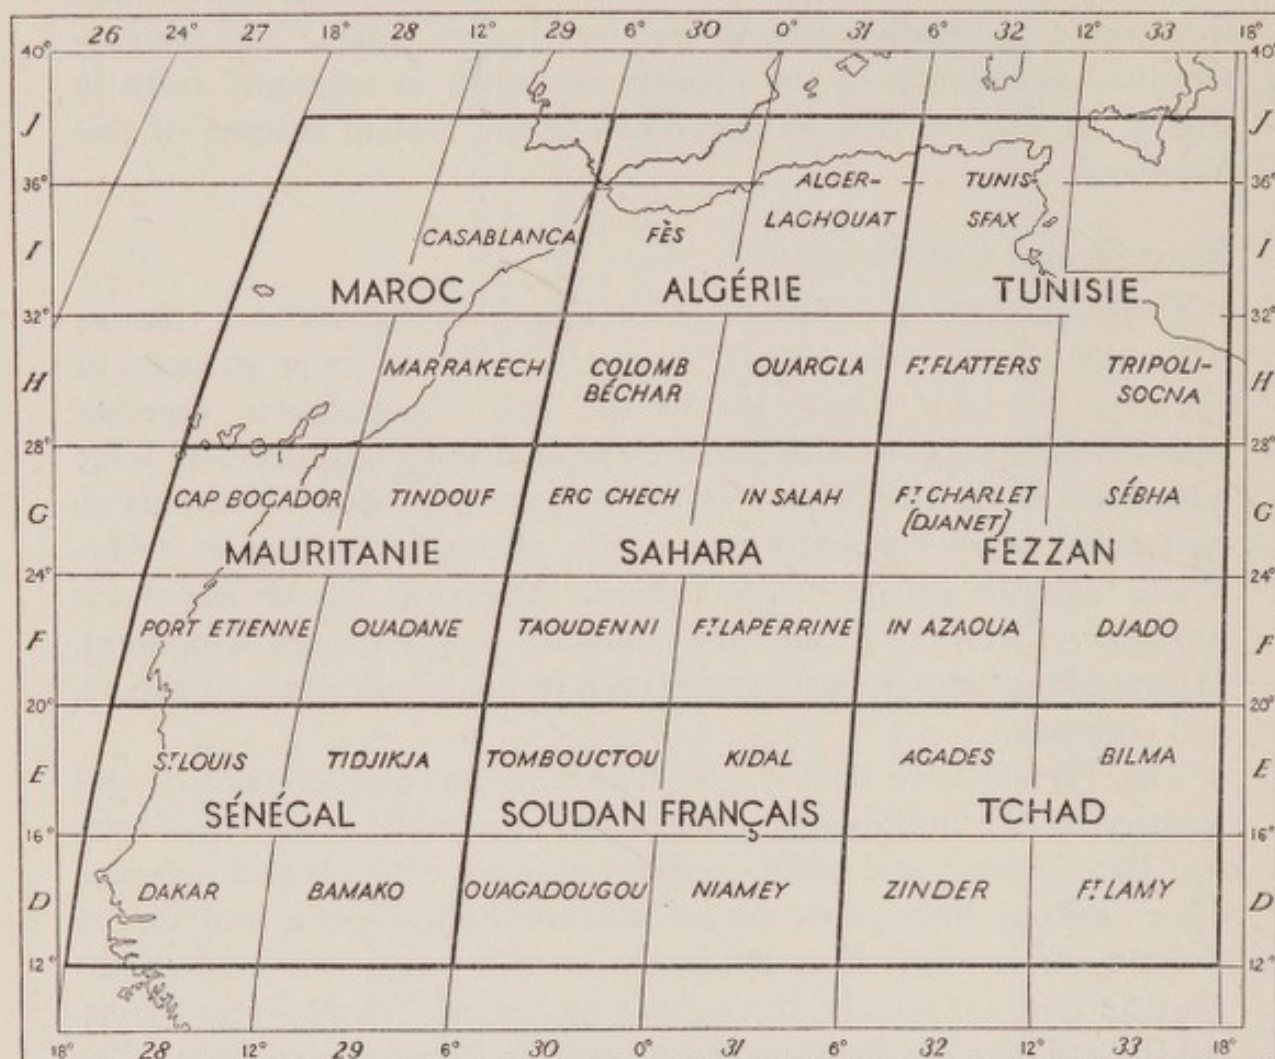 26 24° 27 18° 28 12° 29 6° 30 0° 31 6° 32 12° 33 18°
40° 40°
J J
36° ALGER- TUNIS- 36°
LAGHOUAT SFAX
CASABLANCA FÈS
I I
MAROC ALGÉRIE TUNISIE
32° 32°
MARRAKECH COLOMB BÉCHAR OUARGLA Fᵀ FLATTERS TRIPOLI-SOCNA
H H
28° 28°
CAP BOGADOR TINDOUF ERG CHECH IN SALAH Fᵀ CHARLET (DJANET) SÉBHA
G G
MAURITANIE SAHARA FEZZAN
24° 24°
PORT ETIENNE OUADANE TAOUDENNI Fᵀ LAPERRINE IN AZAOUA DJADO
F F
20° 20°
Sᵀ LOUIS TIDJIKJA TOMBOUCTOU KIDAL AGADES BILMA
E E
SÉNÉGAL SOUDAN FRANÇAIS TCHAD
16° 16°
D DAKAR BAMAKO OUAGADOUGOU NIAMEY ZINDER Fᵀ LAMY D
12° 12°
18° 28 12° 29 6° 30 0° 31 6° 32 12° 33 18°